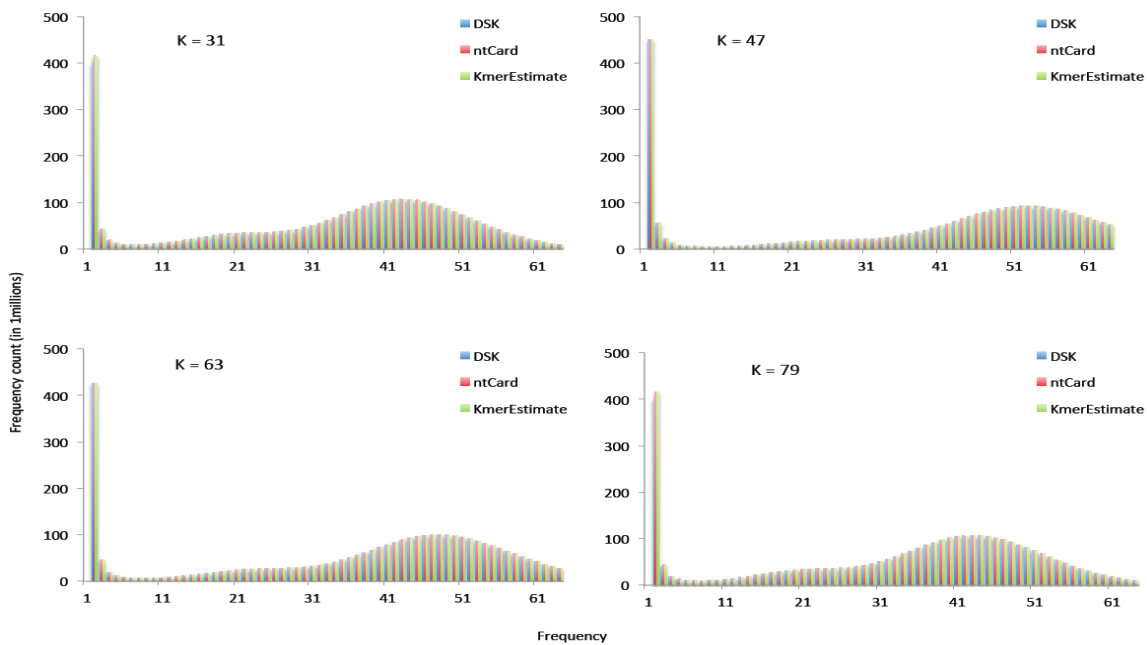 500
400
300
200
100
0
K = 31
DSK
ntCard
KmerEstimate
1 11 21 31 41 51 61
500
400
300
200
100
0
K = 47
DSK
ntCard
KmerEstimate
1 11 21 31 41 51 61
Frequency count (in 1millions)
500
400
300
200
100
0
K = 63
DSK
ntCard
KmerEstimate
1 11 21 31 41 51 61
500
400
300
200
100
0
K = 79
DSK
ntCard
KmerEstimate
1 11 21 31 41 51 61
Frequency